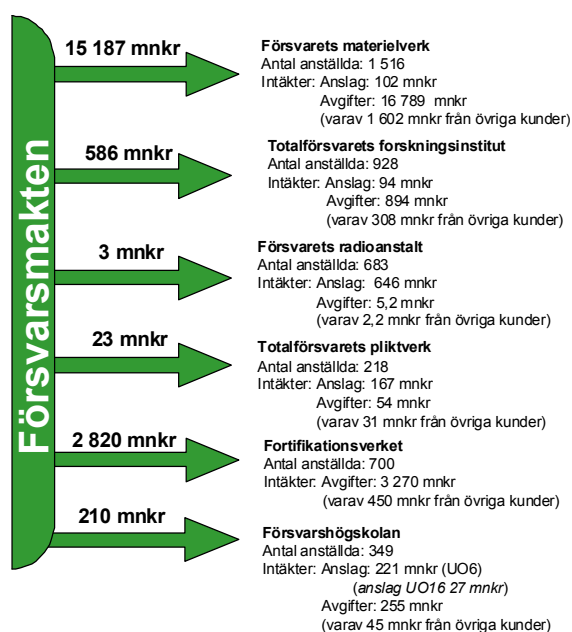 Försvarsmakten
15 187 mnkr
Försvarets materielverk
Antal anställda: 1 516
Intäkter: Anslag: 102 mnkr
Avgifter: 16 789 mnkr
(varav 1 602 mnkr från övriga kunder)
586 mnkr
Totalförsvarets forskningsinstitut
Antal anställda: 928
Intäkter: Anslag: 94 mnkr
Avgifter: 894 mnkr
(varav 308 mnkr från övriga kunder)
3 mnkr
Försvarets radioanstalt
Antal anställda: 683
Intäkter: Anslag: 646 mnkr
Avgifter: 5,2 mnkr
(varav 2,2 mnkr från övriga kunder)
23 mnkr
Totalförsvarets pliktverk
Antal anställda: 218
Intäkter: Anslag: 167 mnkr
Avgifter: 54 mnkr
(varav 31 mnkr från övriga kunder)
2 820 mnkr
Fortifikationsverket
Antal anställda: 700
Intäkter: Avgifter: 3 270 mnkr
(varav 450 mnkr från övriga kunder)
210 mnkr
Försvarshögskolan
Antal anställda: 349
Intäkter: Anslag: 221 mnkr (UO6)
(anslag UO16 27 mnkr)
Avgifter: 255 mnkr
(varav 45 mnkr från övriga kunder)